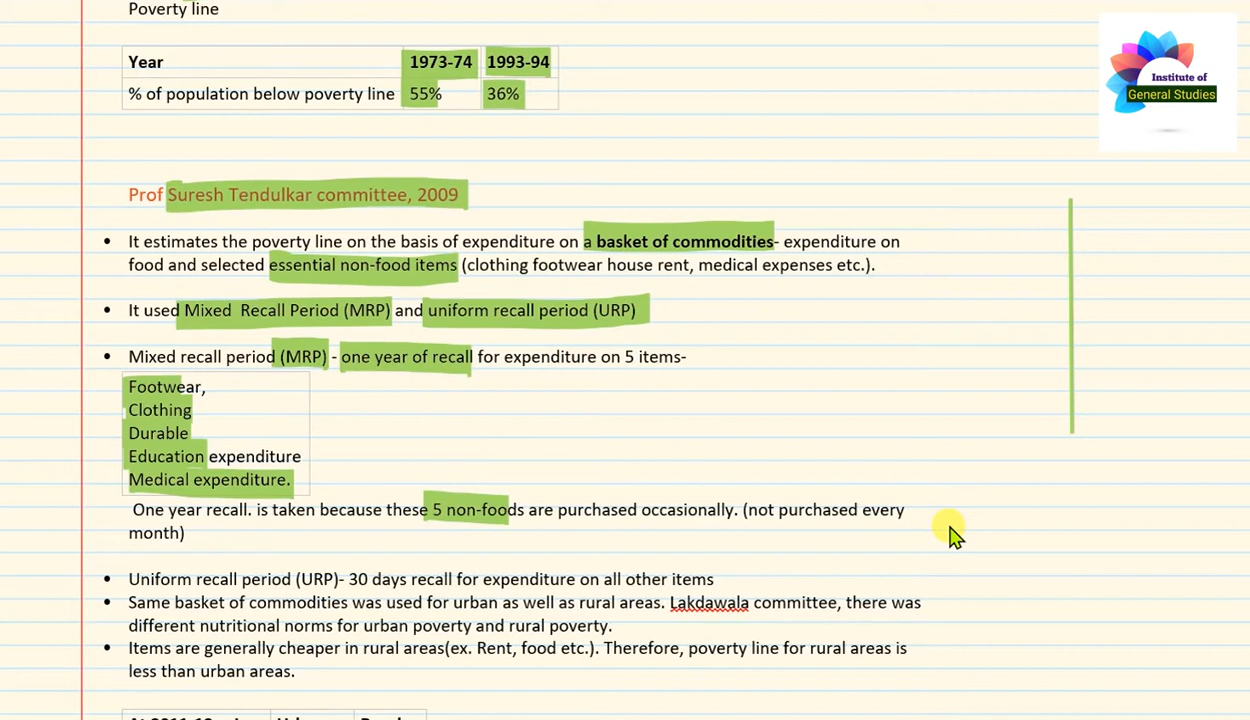 Poverty line
Year 1973-74 1993-94
% of population below poverty line 55% 36%
Institute of
General Studies
Prof Suresh Tendulkar committee, 2009
• It estimates the poverty line on the basis of expenditure on a basket of commodities- expenditure on
food and selected essential non-food items (clothing footwear house rent, medical expenses etc.).
• It used Mixed Recall Period (MRP) and uniform recall period (URP)
• Mixed recall period (MRP) - one year of recall for expenditure on 5 items-
Footwear,
Clothing
Durable
Education expenditure
Medical expenditure.
One year recall. is taken because these 5 non-foods are purchased occasionally. (not purchased every
month)
• Uniform recall period (URP)- 30 days recall for expenditure on all other items
• Same basket of commodities was used for urban as well as rural areas. Lakdawala committee, there was
different nutritional norms for urban poverty and rural poverty.
• Items are generally cheaper in rural areas(ex. Rent, food etc.). Therefore, poverty line for rural areas is
less than urban areas.